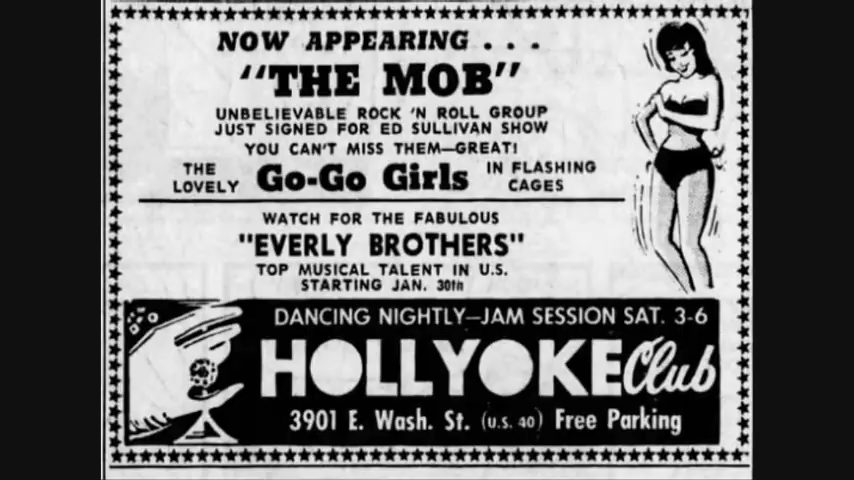 NOW APPEARING . . .
"THE MOB"
UNBELIEVABLE ROCK 'N ROLL GROUP
JUST SIGNED FOR ED SULLIVAN SHOW
YOU CAN'T MISS THEM—GREAT!
THE LOVELY Go-Go Girls IN FLASHING CAGES
WATCH FOR THE FABULOUS
"EVERLY BROTHERS"
TOP MUSICAL TALENT IN U.S.
STARTING JAN. 30th
DANCING NIGHTLY—JAM SESSION SAT. 3-6
HOLLYOKE Club
3901 E. Wash. St. (U.S. 40) Free Parking